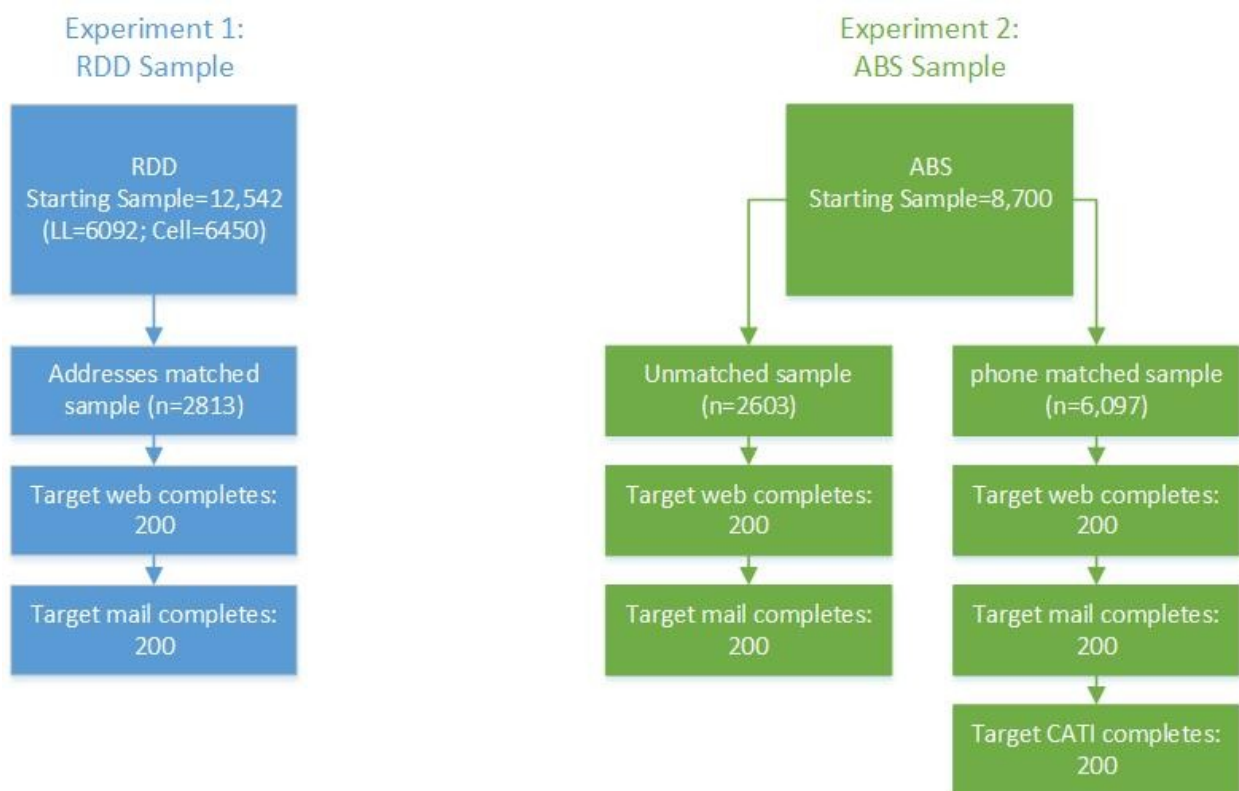 Experiment 1:
RDD Sample
RDD
Starting Sample=12,542
(LL=6092; Cell=6450)
Addresses matched
sample (n=2813)
Target web completes:
200
Target mail completes:
200
Experiment 2:
ABS Sample
ABS
Starting Sample=8,700
Unmatched sample
(n=2603)
Target web completes:
200
Target mail completes:
200
phone matched sample
(n=6,097)
Target web completes:
200
Target mail completes:
200
Target CATI completes:
200